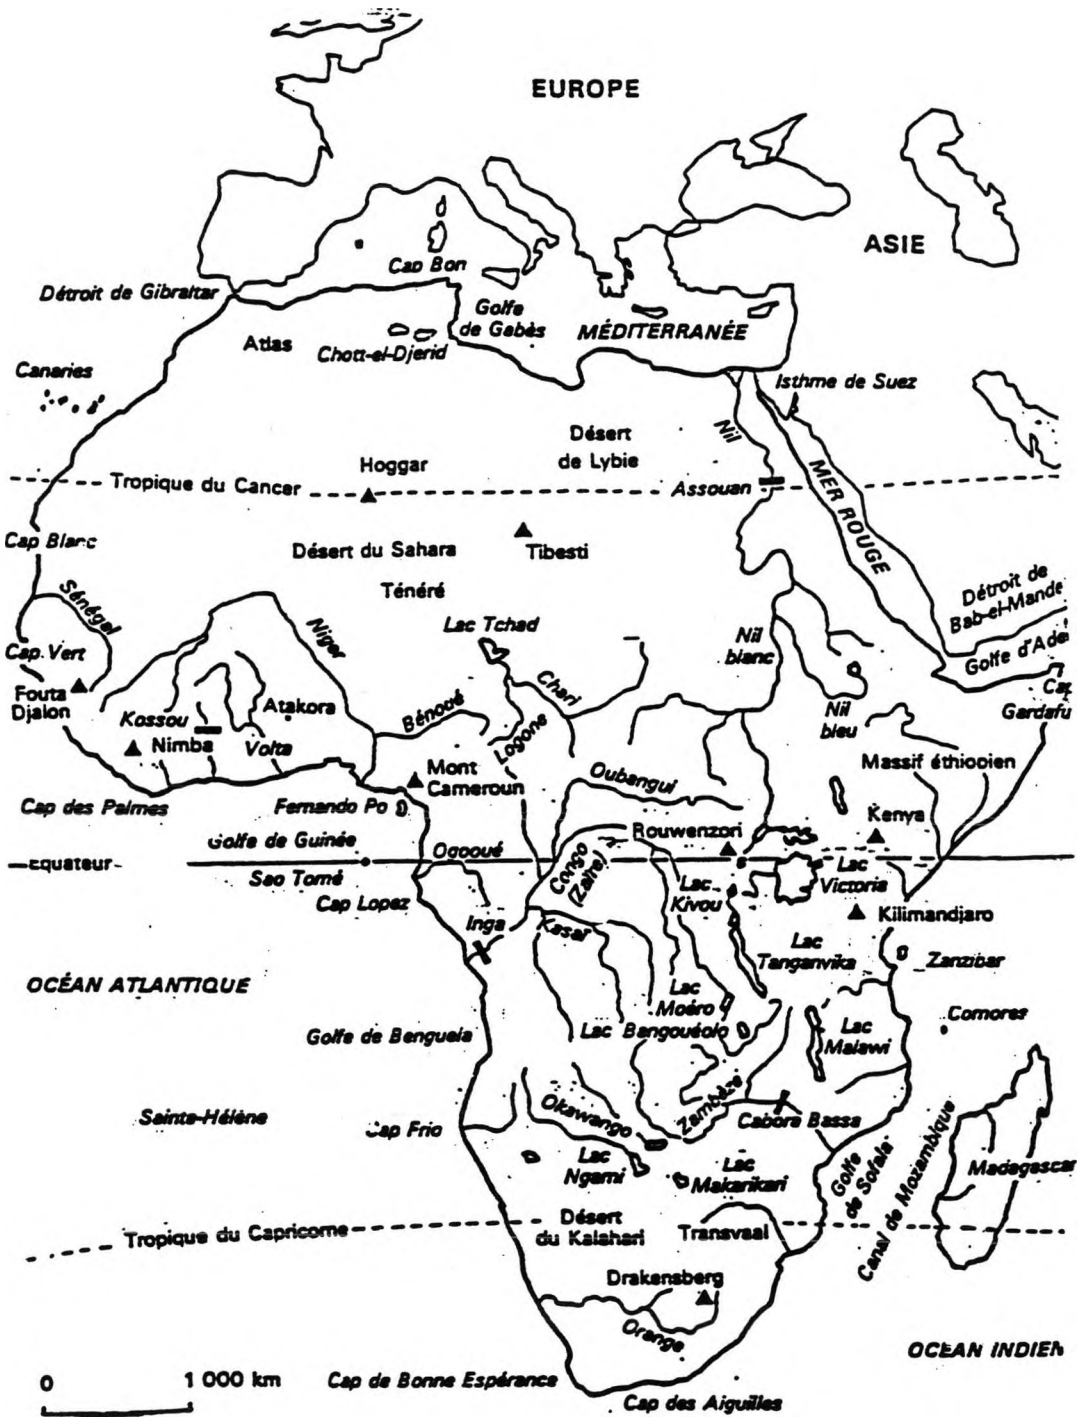 EUROPE
ASIE
Cap Bon
Détroit de Gibraltar
Golfe
de Gabès
MÉDITERRANÉE
Atlas
Chott-el-Djerid
Canaries
Isthme de Suez
Nil
Désert
de Lybie
Hoggar
Tropique du Cancer
Assouan
MER ROUGE
Cap Blanc
Désert du Sahara
Tibesti
Ténéré
Sénégal
Détroit de
Bab-el-Mande
Lac Tchad
Niger
Nil
blanc
Golfe d'Ade
Cap Vert
Chari
Fouta
Djalon
Bénoué
Nil
bleu
Gardafu
Atakora
Kossou
Logone
Nimba
Volta
Massif éthiopien
Mont
Cameroun
Oubangui
Cap des Palmes
Fernando Po
Kenya
Golfe de Guinée
Rouwenzori
Ogooué
Equateur
Congo
(Zaïre)
Lac
Victoria
Sao Tomé
Lac
Kivou
Cap Lopez
Kilimandjaro
Inga
Kasaï
Lac
Tanganvika
Zanzibar
OCÉAN ATLANTIQUE
Lac
Moéro
Comores
Golfe de Benguela
Lac Bangouéolo
Lac
Malawi
Zambèze
Okawango
Sainte-Hélène
Cap Frio
Cabora Bassa
Golfe
de Sofala
Canal de Mozambique
Lac
Ngami
Lac
Makarikari
Madagascar
Désert
du Kalahari
Transvaal
Tropique du Capricorne
Drakensberg
Orange
OCEAN INDIEN
0 1 000 km
Cap de Bonne Espérance
Cap des Aiguilles